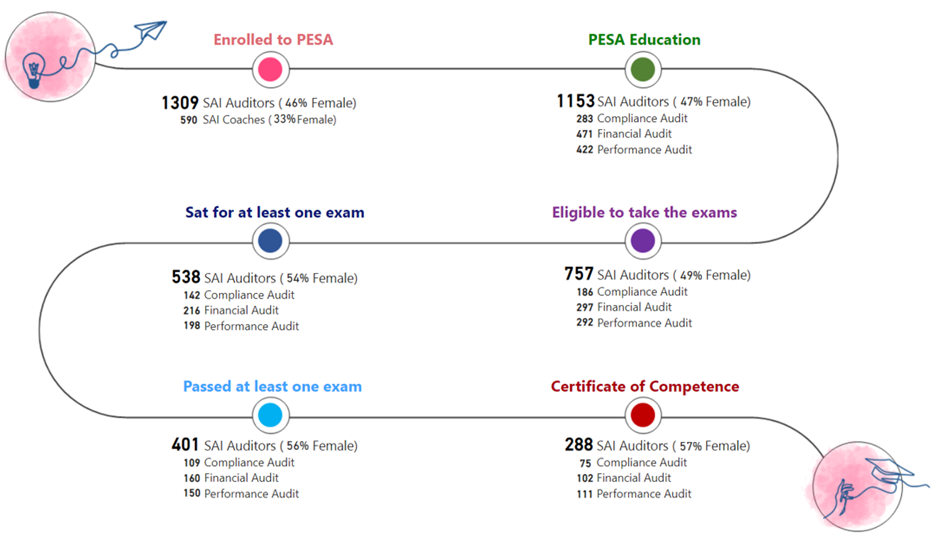 Enrolled to PESA
1309 SAI Auditors ( 46% Female)
590 SAI Coaches ( 33%Female)
PESA Education
1153 SAI Auditors ( 47% Female)
283 Compliance Audit
471 Financial Audit
422 Performance Audit
Eligible to take the exams
757 SAI Auditors ( 49% Female)
186 Compliance Audit
297 Financial Audit
292 Performance Audit
Sat for at least one exam
538 SAI Auditors ( 54% Female)
142 Compliance Audit
216 Financial Audit
198 Performance Audit
Passed at least one exam
401 SAI Auditors ( 56% Female)
109 Compliance Audit
160 Financial Audit
150 Performance Audit
Certificate of Competence
288 SAI Auditors ( 57% Female)
75 Compliance Audit
102 Financial Audit
111 Performance Audit